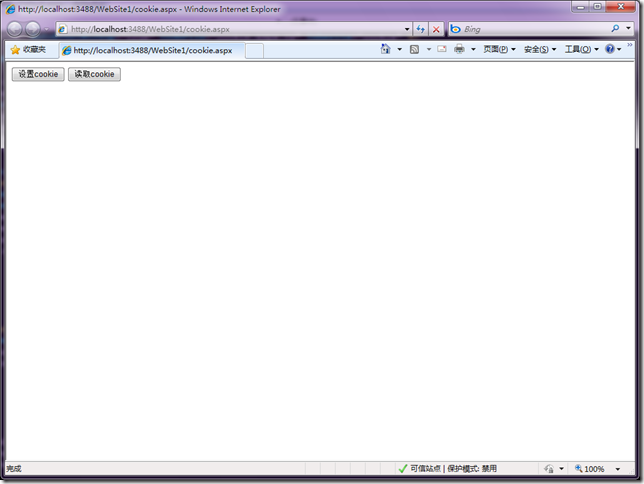 http://localhost:3488/WebSite1/cookie.aspx - Windows Internet Explorer
http://localhost:3488/WebSite1/cookie.aspx
Bing
收藏夹 http://localhost:3488/WebSite1/cookie.aspx 页面(P) 安全(S) 工具(O)
设置cookie 读取cookie
完成 可信站点 | 保护模式: 禁用 100%